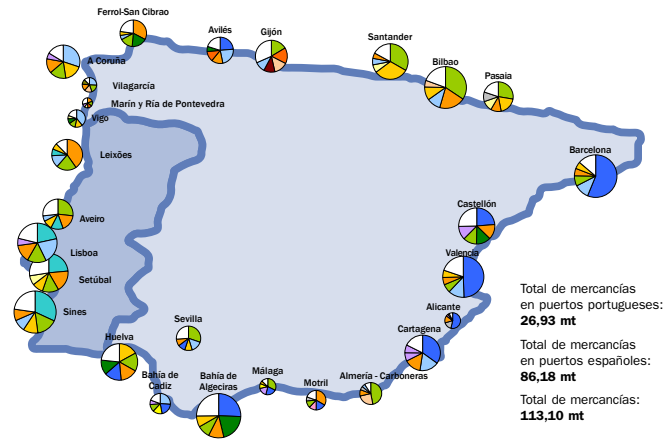 Ferrol-San Cibrao
Avilés
Gijón
Santander
Bilbao
Pasaia
A Coruña
Vilagarcía
Marín y Ría de Pontevedra
Vigo
Leixões
Barcelona
Aveiro
Castellón
Lisboa
Valencia
Setúbal
Sines
Alicante
Sevilla
Cartagena
Huelva
Bahía de
Cadiz
Bahía de
Algeciras
Málaga
Motril
Almería - Carboneras
Total de mercancías
en puertos portugueses:
26,93 mt
Total de mercancías
en puertos españoles:
86,18 mt
Total de mercancías:
113,10 mt